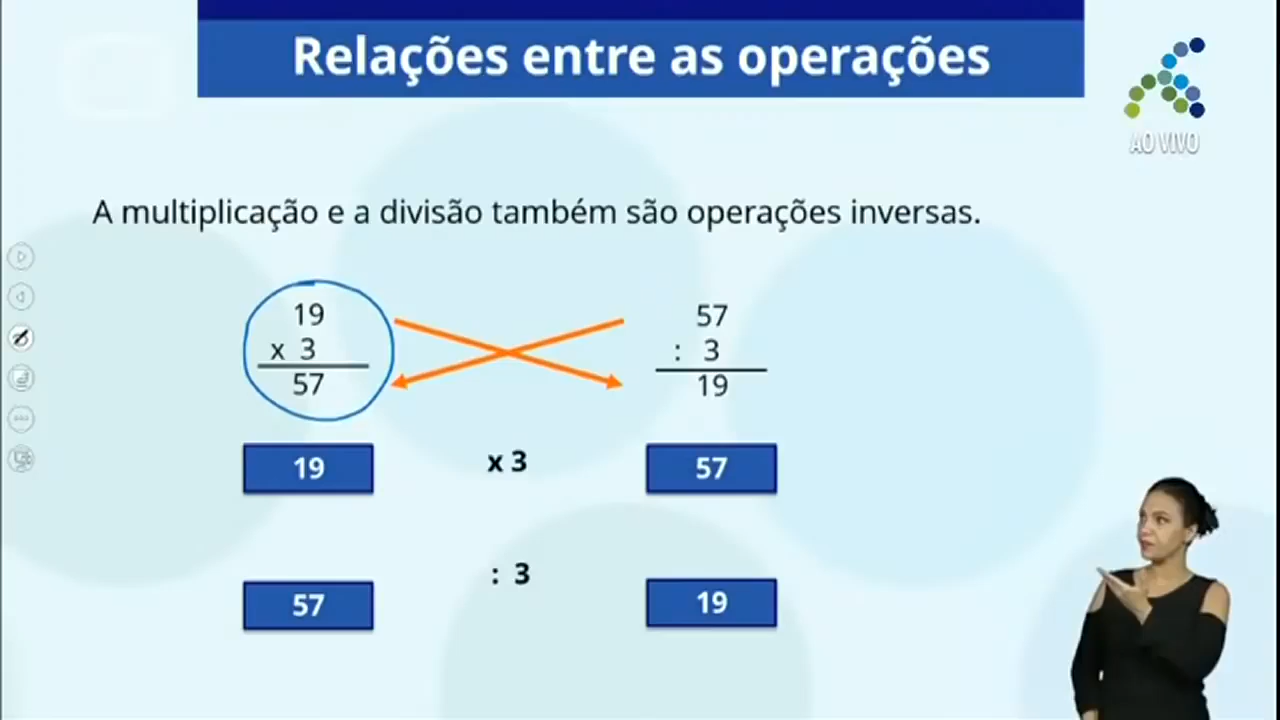 Relações entre as operações
AO VIVO
A multiplicação e a divisão também são operações inversas.
19
x 3
57
57
: 3
19
19
x 3
57
57
: 3
19